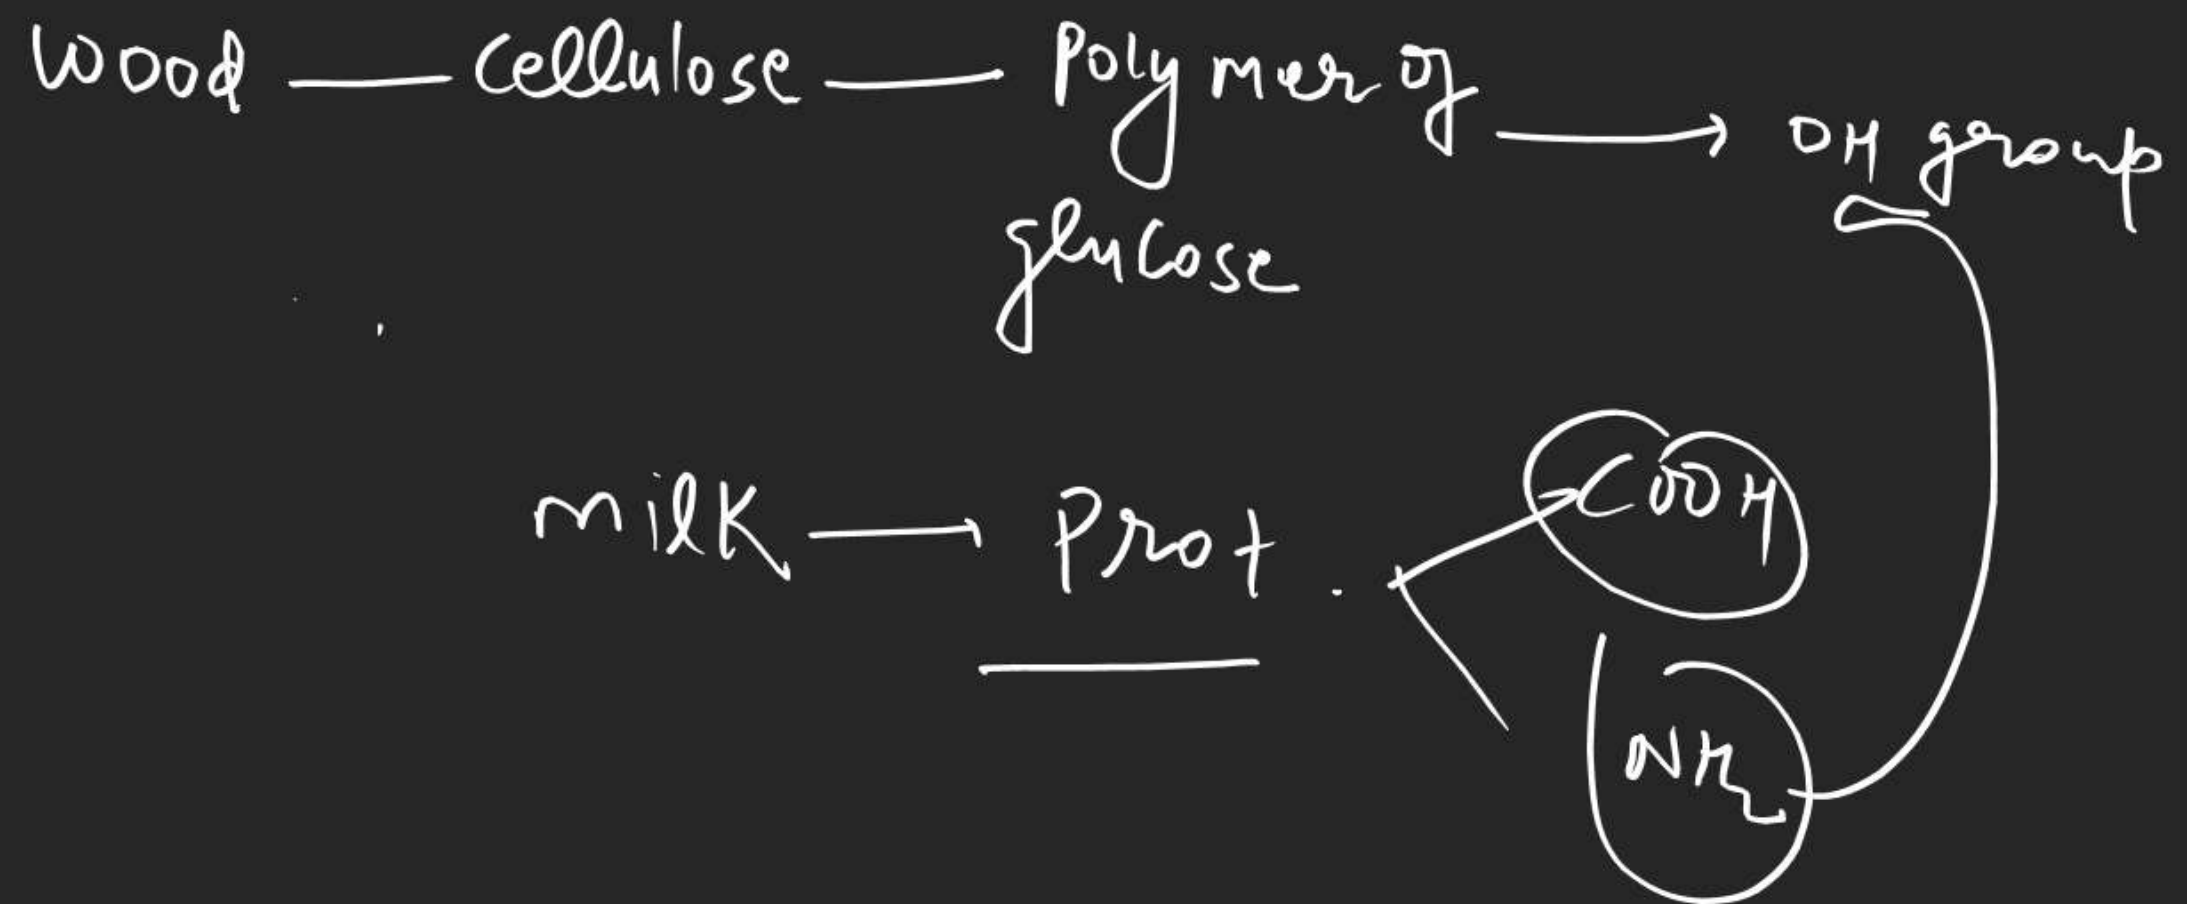 Wood — Cellulose — Polymer of → OH group
glucose
Milk → Prot. COOH
NH2